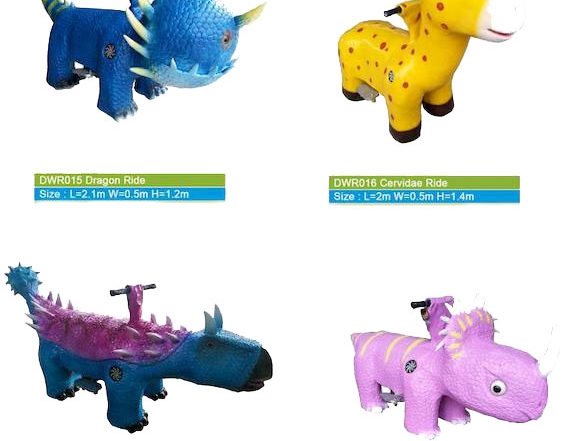 DWR015 Dragon Ride
Size : L=2.1m W=0.5m H=1.2m
DWR016 Cervidae Ride
Size : L=2m W=0.5m H=1.4m